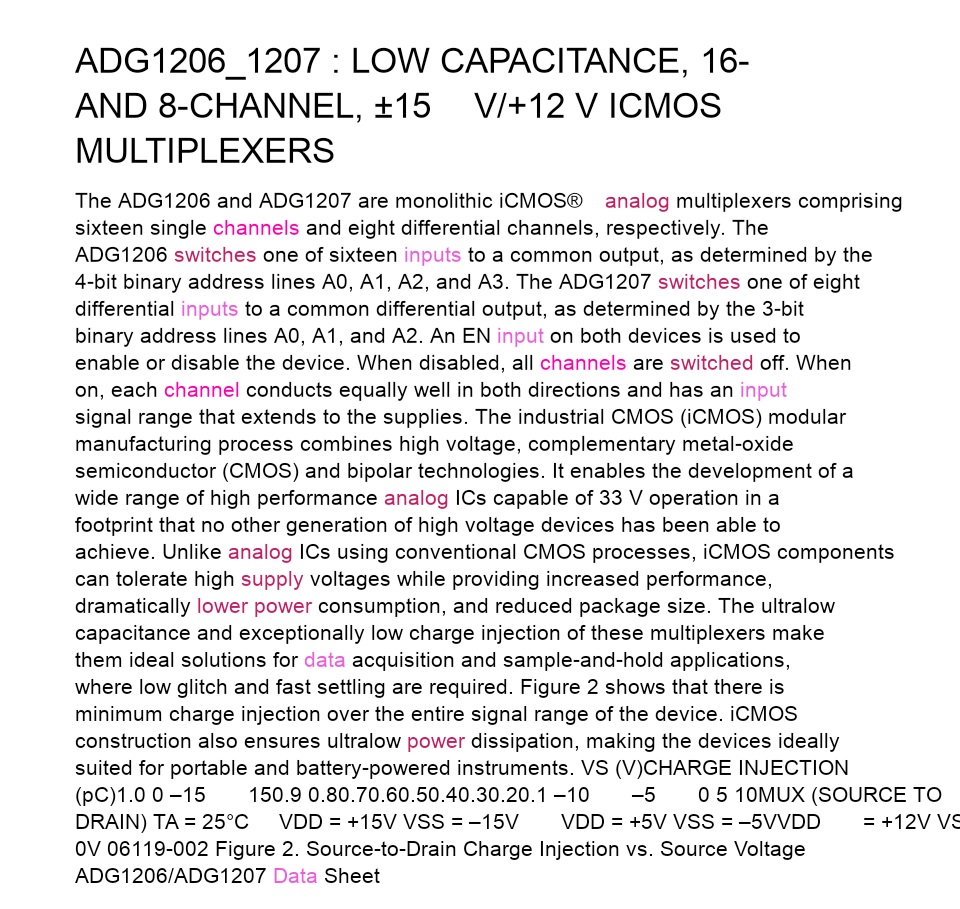 ADG1206_1207 : LOW CAPACITANCE, 16-
AND 8-CHANNEL, ±15 V/+12 V ICMOS
MULTIPLEXERS
The ADG1206 and ADG1207 are monolithic iCMOS® analog multiplexers comprising
sixteen single channels and eight differential channels, respectively. The
ADG1206 switches one of sixteen inputs to a common output, as determined by the
4-bit binary address lines A0, A1, A2, and A3. The ADG1207 switches one of eight
differential inputs to a common differential output, as determined by the 3-bit
binary address lines A0, A1, and A2. An EN input on both devices is used to
enable or disable the device. When disabled, all channels are switched off. When
on, each channel conducts equally well in both directions and has an input
signal range that extends to the supplies. The industrial CMOS (iCMOS) modular
manufacturing process combines high voltage, complementary metal-oxide
semiconductor (CMOS) and bipolar technologies. It enables the development of a
wide range of high performance analog ICs capable of 33 V operation in a
footprint that no other generation of high voltage devices has been able to
achieve. Unlike analog ICs using conventional CMOS processes, iCMOS components
can tolerate high supply voltages while providing increased performance,
dramatically lower power consumption, and reduced package size. The ultralow
capacitance and exceptionally low charge injection of these multiplexers make
them ideal solutions for data acquisition and sample-and-hold applications,
where low glitch and fast settling are required. Figure 2 shows that there is
minimum charge injection over the entire signal range of the device. iCMOS
construction also ensures ultralow power dissipation, making the devices ideally
suited for portable and battery-powered instruments. VS (V)CHARGE INJECTION
(pC)1.0 0 –15 150.9 0.80.70.60.50.40.30.20.1 –10 –5 0 5 10MUX (SOURCE TO
DRAIN) TA = 25°C VDD = +15V VSS = –15V VDD = +5V VSS = –5VVDD = +12V VS
0V 06119-002 Figure 2. Source-to-Drain Charge Injection vs. Source Voltage
ADG1206/ADG1207 Data Sheet